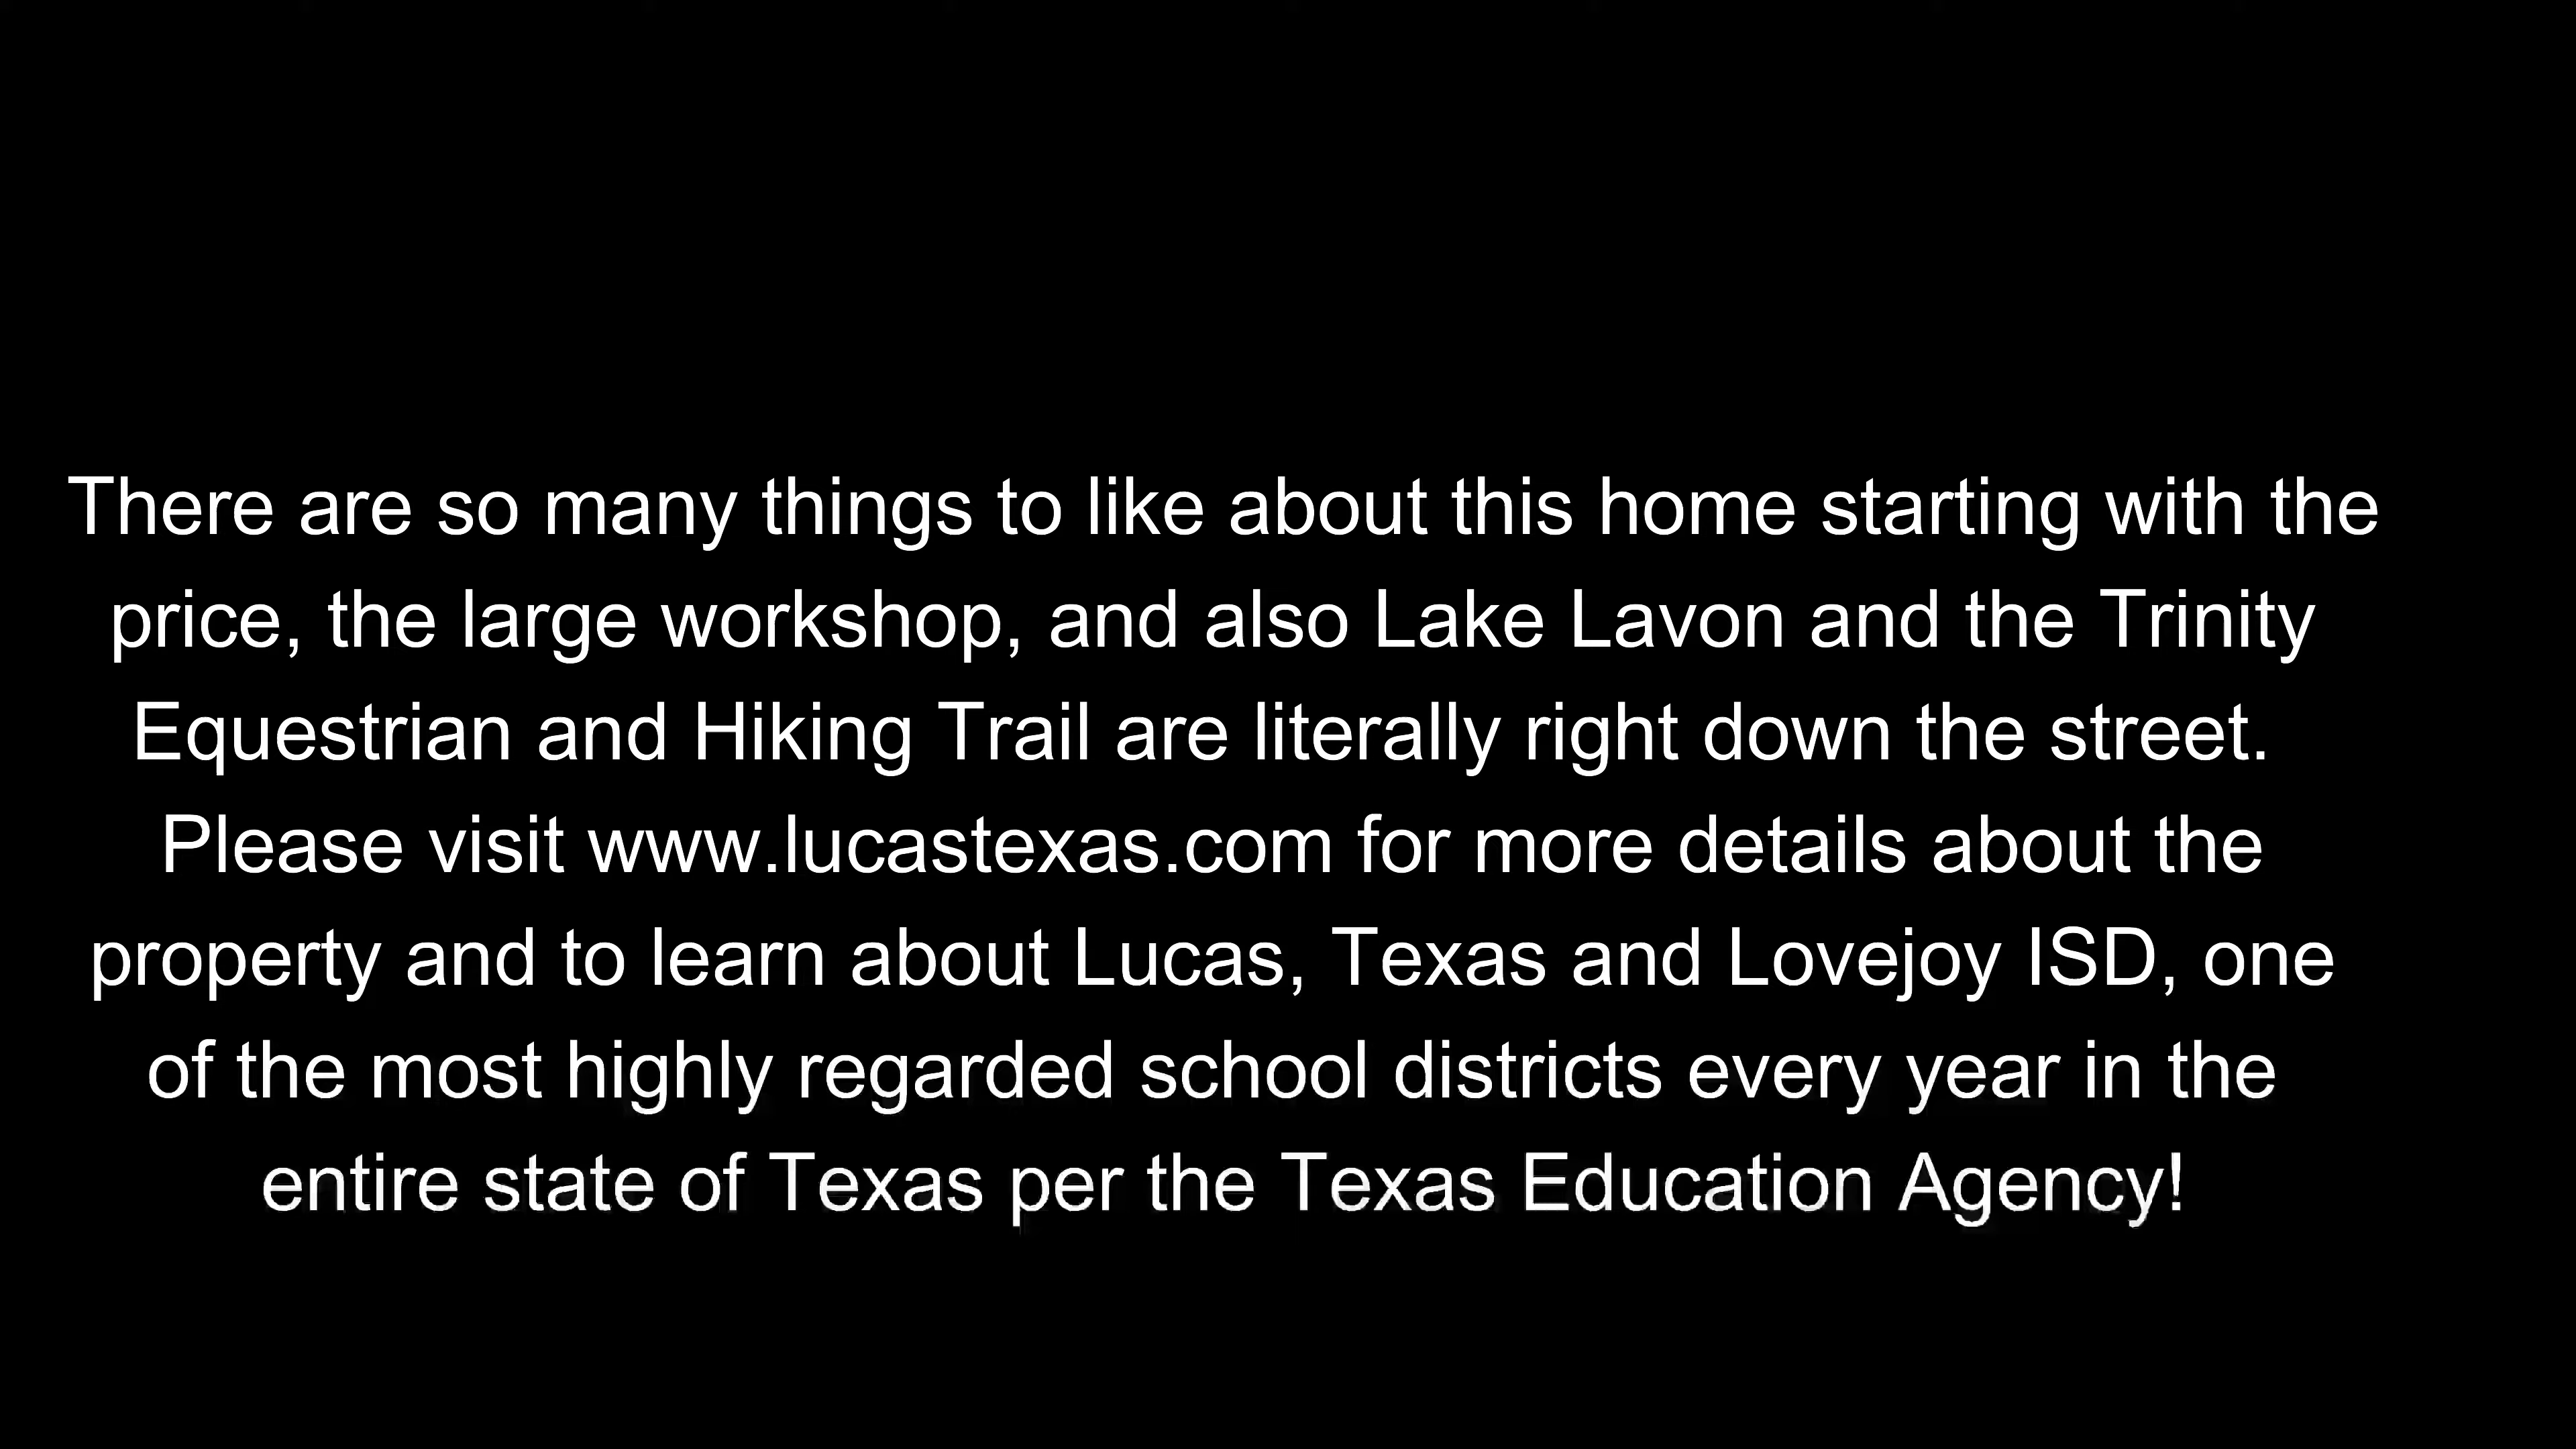 There are so many things to like about this home starting with the
price, the large workshop, and also Lake Lavon and the Trinity
Equestrian and Hiking Trail are literally right down the street.
Please visit www.lucastexas.com for more details about the
property and to learn about Lucas, Texas and Lovejoy ISD, one
of the most highly regarded school districts every year in the
entire state of Texas per the Texas Education Agency!